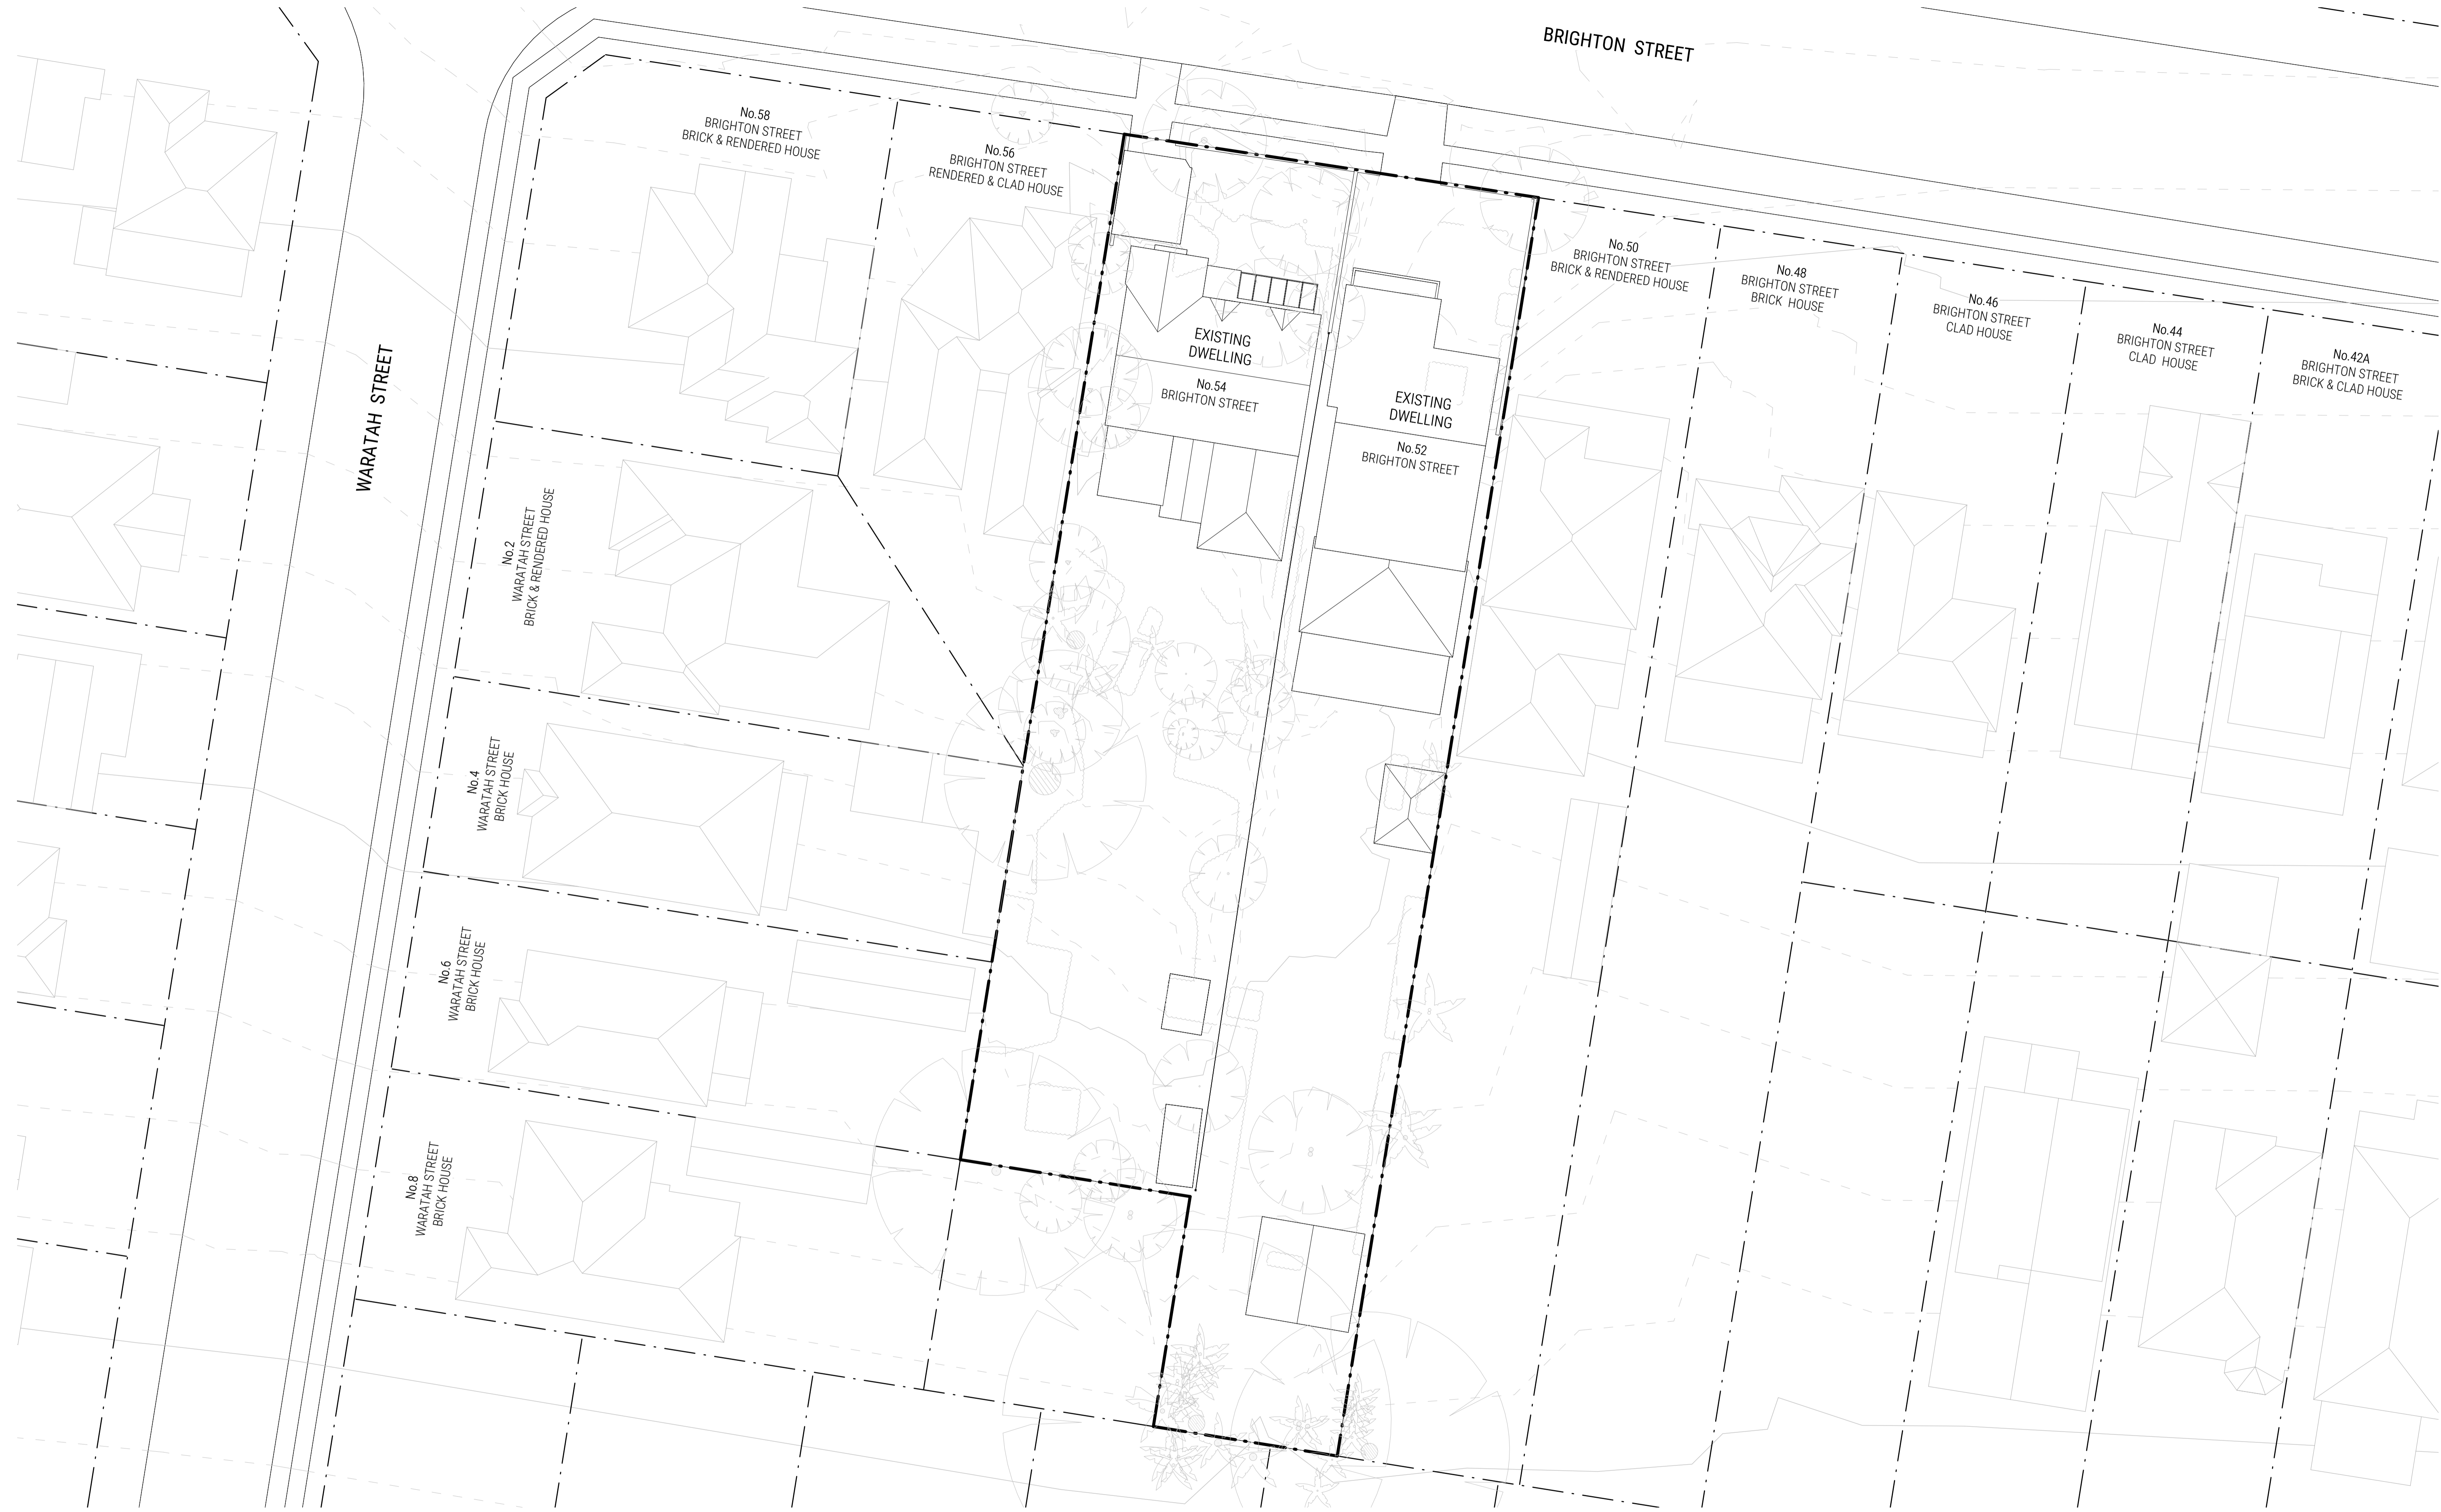 BRIGHTON STREET
No.58
BRIGHTON STREET
BRICK & RENDERED HOUSE
No.56
BRIGHTON STREET
RENDERED & CLAD HOUSE
EXISTING
DWELLING
No.54
BRIGHTON STREET
EXISTING
DWELLING
No.52
BRIGHTON STREET
No.50
BRIGHTON STREET
BRICK & RENDERED HOUSE
No.48
BRIGHTON STREET
BRICK HOUSE
No.46
BRIGHTON STREET
CLAD HOUSE
No.44
BRIGHTON STREET
CLAD HOUSE
No.42A
BRIGHTON STREET
BRICK & CLAD HOUSE
WARATAH STREET
No.2
WARATAH STREET
BRICK & RENDERED HOUSE
No.4
WARATAH STREET
BRICK HOUSE
No.6
WARATAH STREET
BRICK HOUSE
No.8
WARATAH STREET
BRICK HOUSE